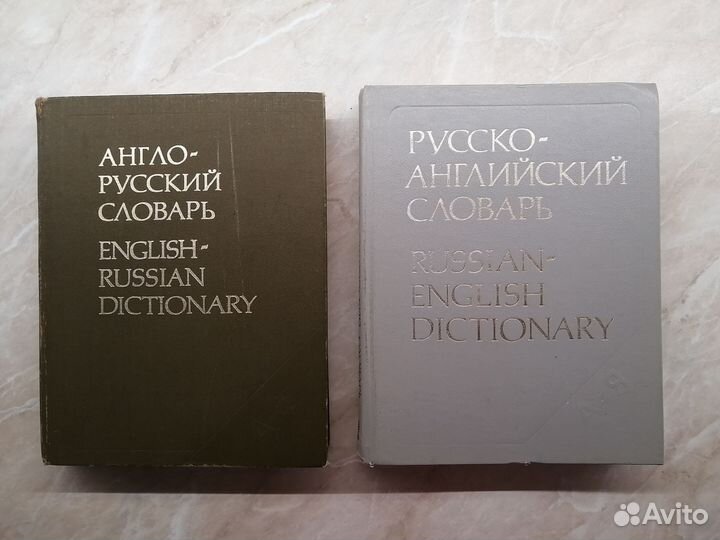 АНГЛО-
РУССКИЙ
СЛОВАРЬ
ENGLISH-
RUSSIAN
DICTIONARY
РУССКО-
АНГЛИЙСКИЙ
СЛОВАРЬ
RUSSIAN-
ENGLISH
DICTIONARY
А-Я
Avito